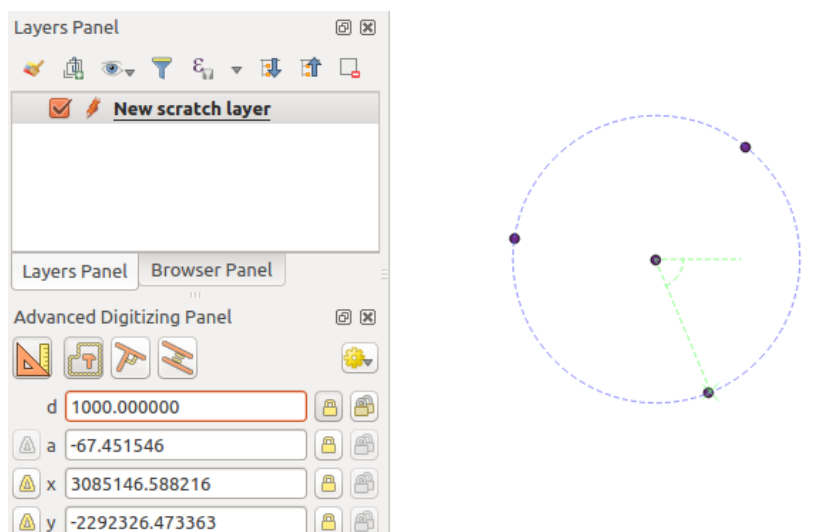 Layers Panel
New scratch layer
Layers Panel
Browser Panel
Advanced Digitizing Panel
d 1000.000000
a -67.451546
x 3085146.588216
y -2292326.473363